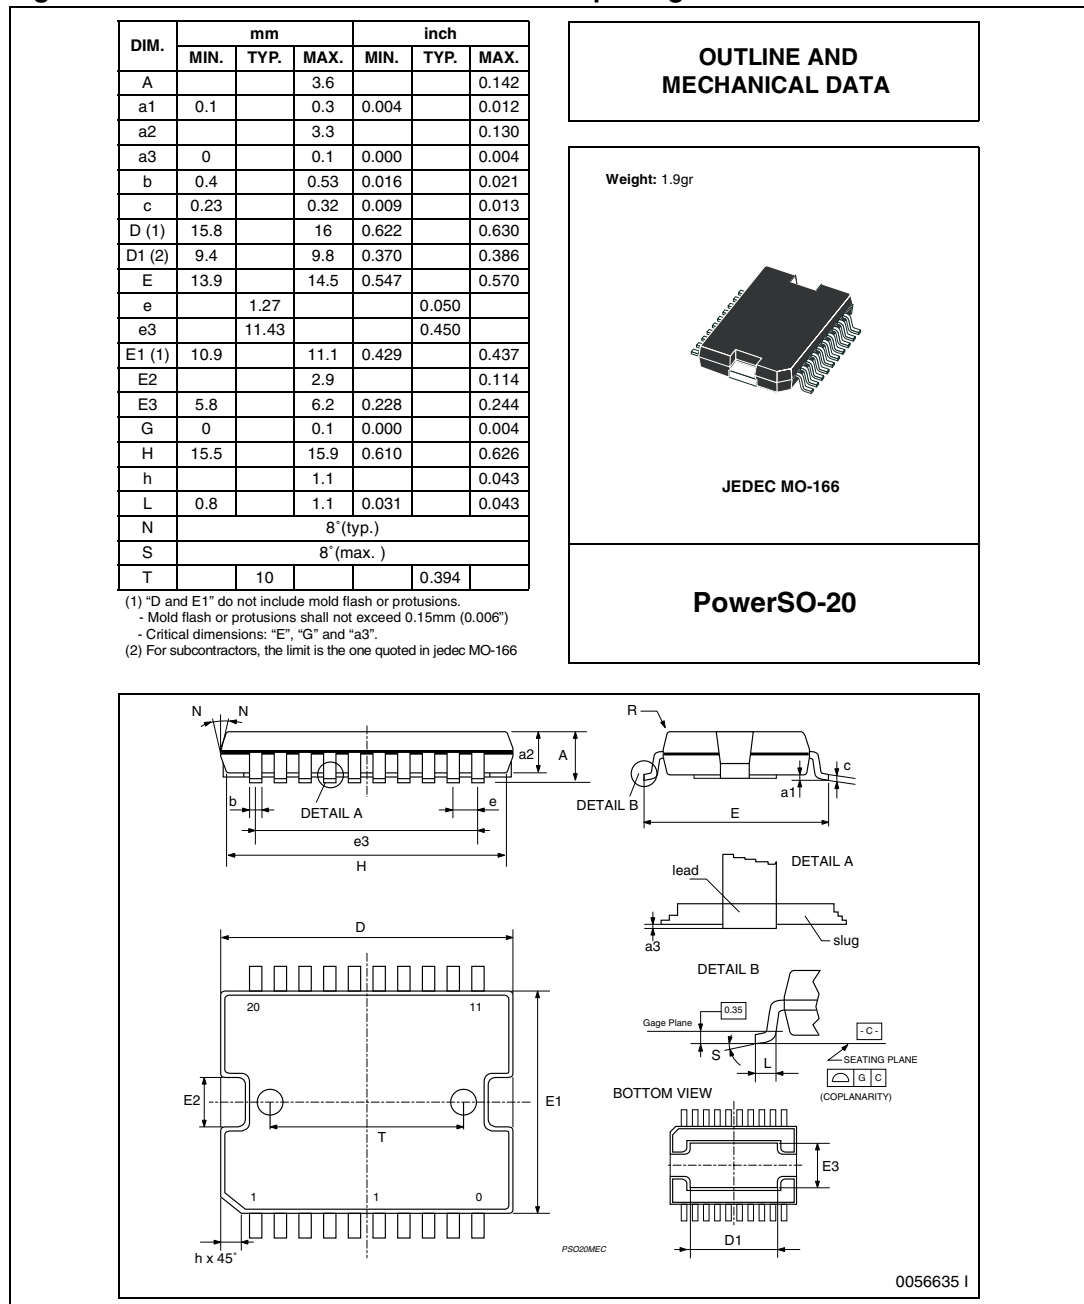 DIM. mm inch
MIN. TYP. MAX. MIN. TYP. MAX.
A 3.6 0.142
a1 0.1 0.3 0.004 0.012
a2 3.3 0.130
a3 0 0.1 0.000 0.004
b 0.4 0.53 0.016 0.021
c 0.23 0.32 0.009 0.013
D (1) 15.8 16 0.622 0.630
D1 (2) 9.4 9.8 0.370 0.386
E 13.9 14.5 0.547 0.570
e 1.27 0.050
e3 11.43 0.450
E1 (1) 10.9 11.1 0.429 0.437
E2 2.9 0.114
E3 5.8 6.2 0.228 0.244
G 0 0.1 0.000 0.004
H 15.5 15.9 0.610 0.626
h 1.1 0.043
L 0.8 1.1 0.031 0.043
N 8˚(typ.)
S 8˚(max. )
T 10 0.394
(1) “D and E1” do not include mold flash or protusions.
- Mold flash or protusions shall not exceed 0.15mm (0.006”)
- Critical dimensions: “E”, “G” and “a3”.
(2) For subcontractors, the limit is the one quoted in jedec MO-166
OUTLINE AND
MECHANICAL DATA
Weight: 1.9gr
JEDEC MO-166
PowerSO-20
N N
a2 A
b
DETAIL A
e
e3
H
R
c
a1
DETAIL B
E
lead
DETAIL A
a3
slug
D
20 11
E2
E1
T
1 1 0
h x 45˚
DETAIL B
0.35
Gage Plane
- C -
S
L
SEATING PLANE
G C
(COPLANARITY)
BOTTOM VIEW
E3
D1
PSO20MEC
0056635 I